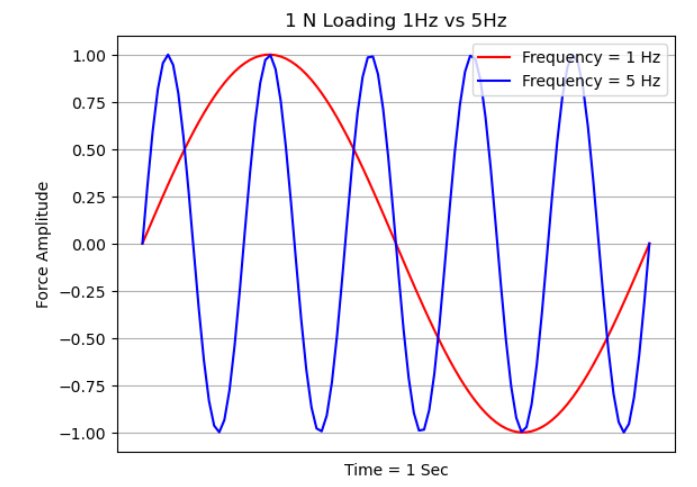 1 N Loading 1Hz vs 5Hz
Frequency = 1 Hz
Frequency = 5 Hz
1.00
0.75
0.50
0.25
0.00
−0.25
−0.50
−0.75
−1.00
Force Amplitude
Time = 1 Sec